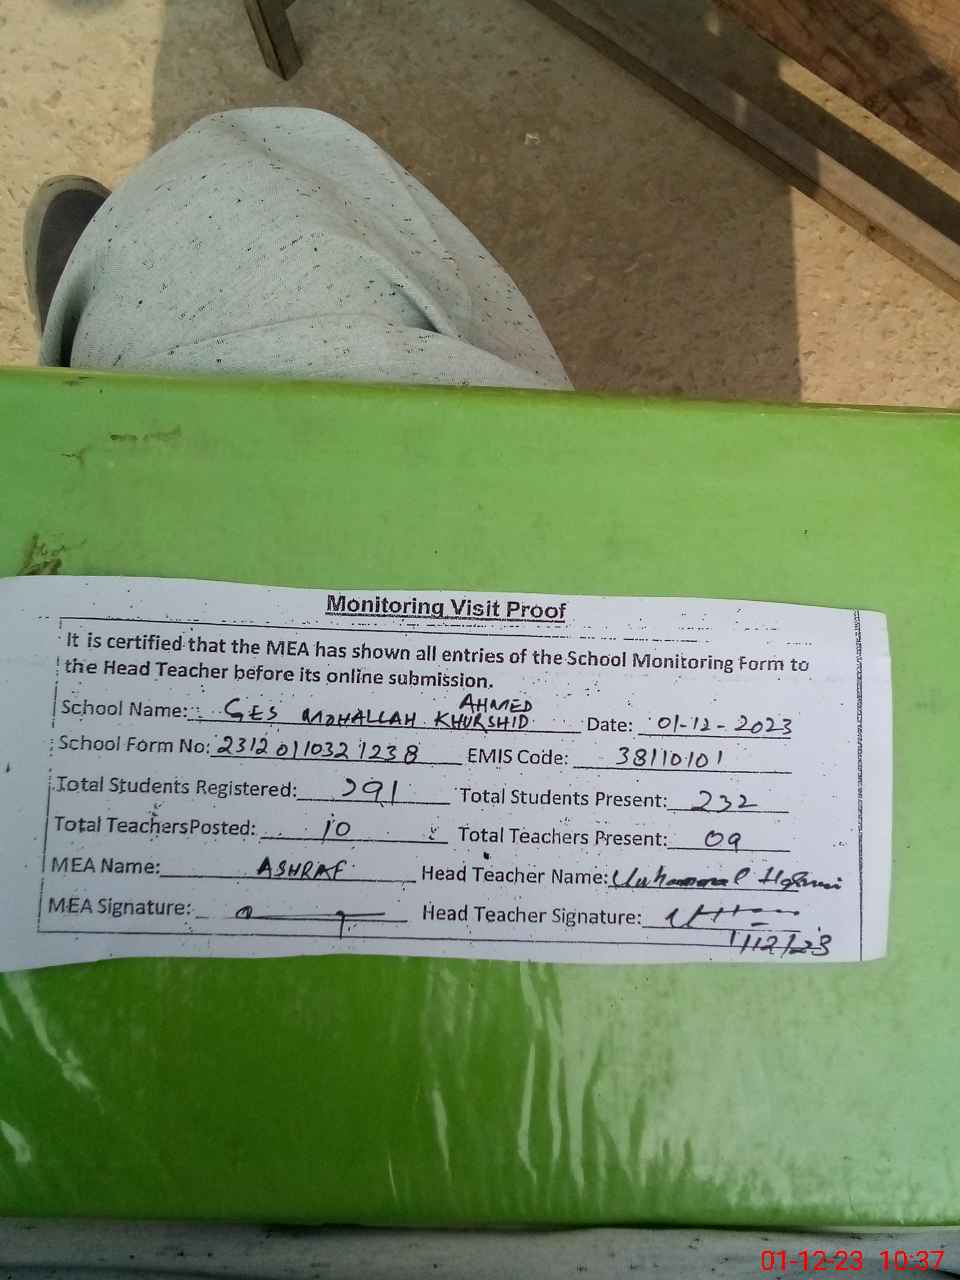 Monitoring Visit Proof
It is certified that the MEA has shown all entries of the School Monitoring Form to
the Head Teacher before its online submission.
School Name: GES MOHALLAH KHURSHID AHMED Date: 01-12-2023
School Form No: 2312011032 1238 EMIS Code: 38110101
Total Students Registered: 291 Total Students Present: 232
Total TeachersPosted: 10 Total Teachers Present: 09
MEA Name: ASHRAF Head Teacher Name: Muhammad
MEA Signature: Head Teacher Signature:
1/12/23
01-12-23 10:37